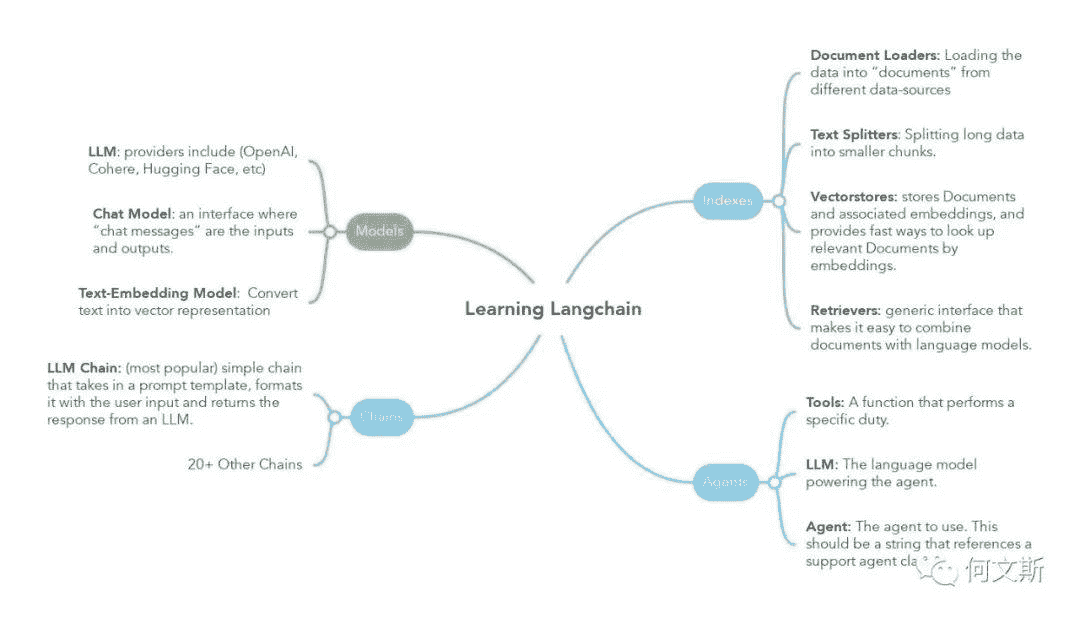 Learning Langchain
Models
LLM: providers include (OpenAI,
Cohere, Hugging Face, etc)
Chat Model: an interface where
“chat messages” are the inputs
and outputs.
Text-Embedding Model: Convert
text into vector representation
Chains
LLM Chain: (most popular) simple chain
that takes in a prompt template, formats
it with the user input and returns the
response from an LLM.
20+ Other Chains
Indexes
Document Loaders: Loading the
data into “documents” from
different data-sources
Text Splitters: Splitting long data
into smaller chunks.
Vectorstores: stores Documents
and associated embeddings, and
provides fast ways to look up
relevant Documents by
embeddings.
Retrievers: generic interface that
makes it easy to combine
documents with language models.
Agents
Tools: A function that performs a
specific duty.
LLM: The language model
powering the agent.
Agent: The agent to use. This
should be a string that references a
support agent
何文斯